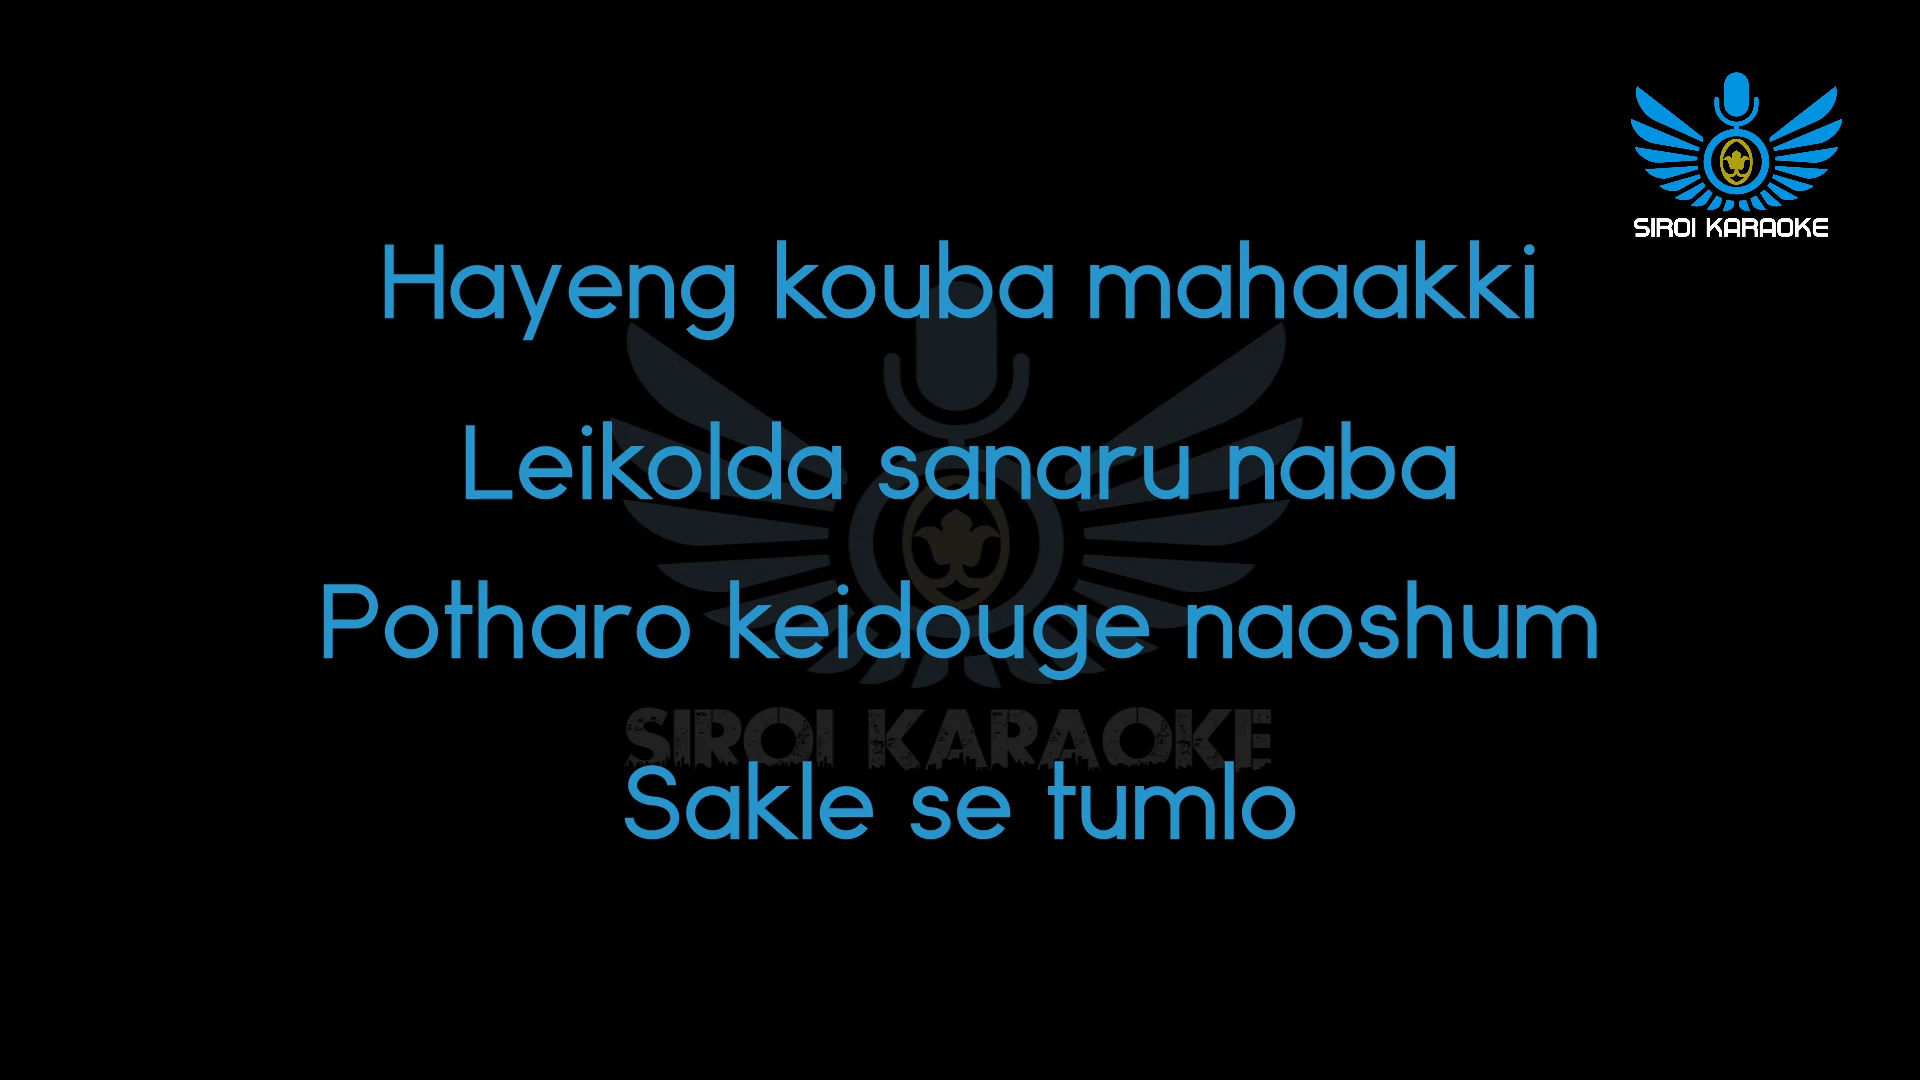 SIROI KARAOKE
Hayeng kouba mahaakki
Leikolda sanaru naba
Potharo keidouge naoshum
SIROI KARAOKE
Sakle se tumlo